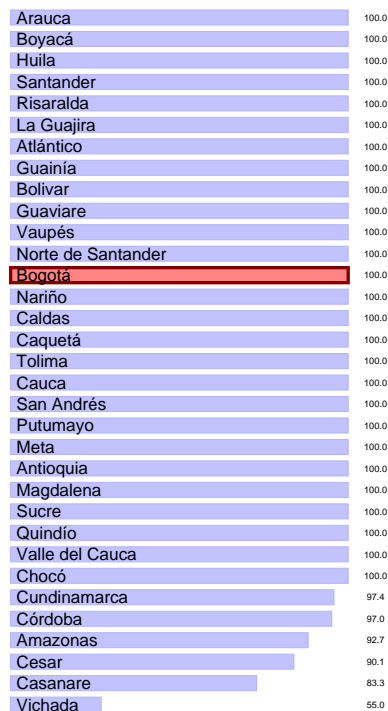 Arauca 100.0
Boyacá 100.0
Huila 100.0
Santander 100.0
Risaralda 100.0
La Guajira 100.0
Atlántico 100.0
Guainía 100.0
Bolivar 100.0
Guaviare 100.0
Vaupés 100.0
Norte de Santander 100.0
Bogotá 100.0
Nariño 100.0
Caldas 100.0
Caquetá 100.0
Tolima 100.0
Cauca 100.0
San Andrés 100.0
Putumayo 100.0
Meta 100.0
Antioquia 100.0
Magdalena 100.0
Sucre 100.0
Quindío 100.0
Valle del Cauca 100.0
Chocó 100.0
Cundinamarca 97.4
Córdoba 97.0
Amazonas 92.7
Cesar 90.1
Casanare 83.3
Vichada 55.0